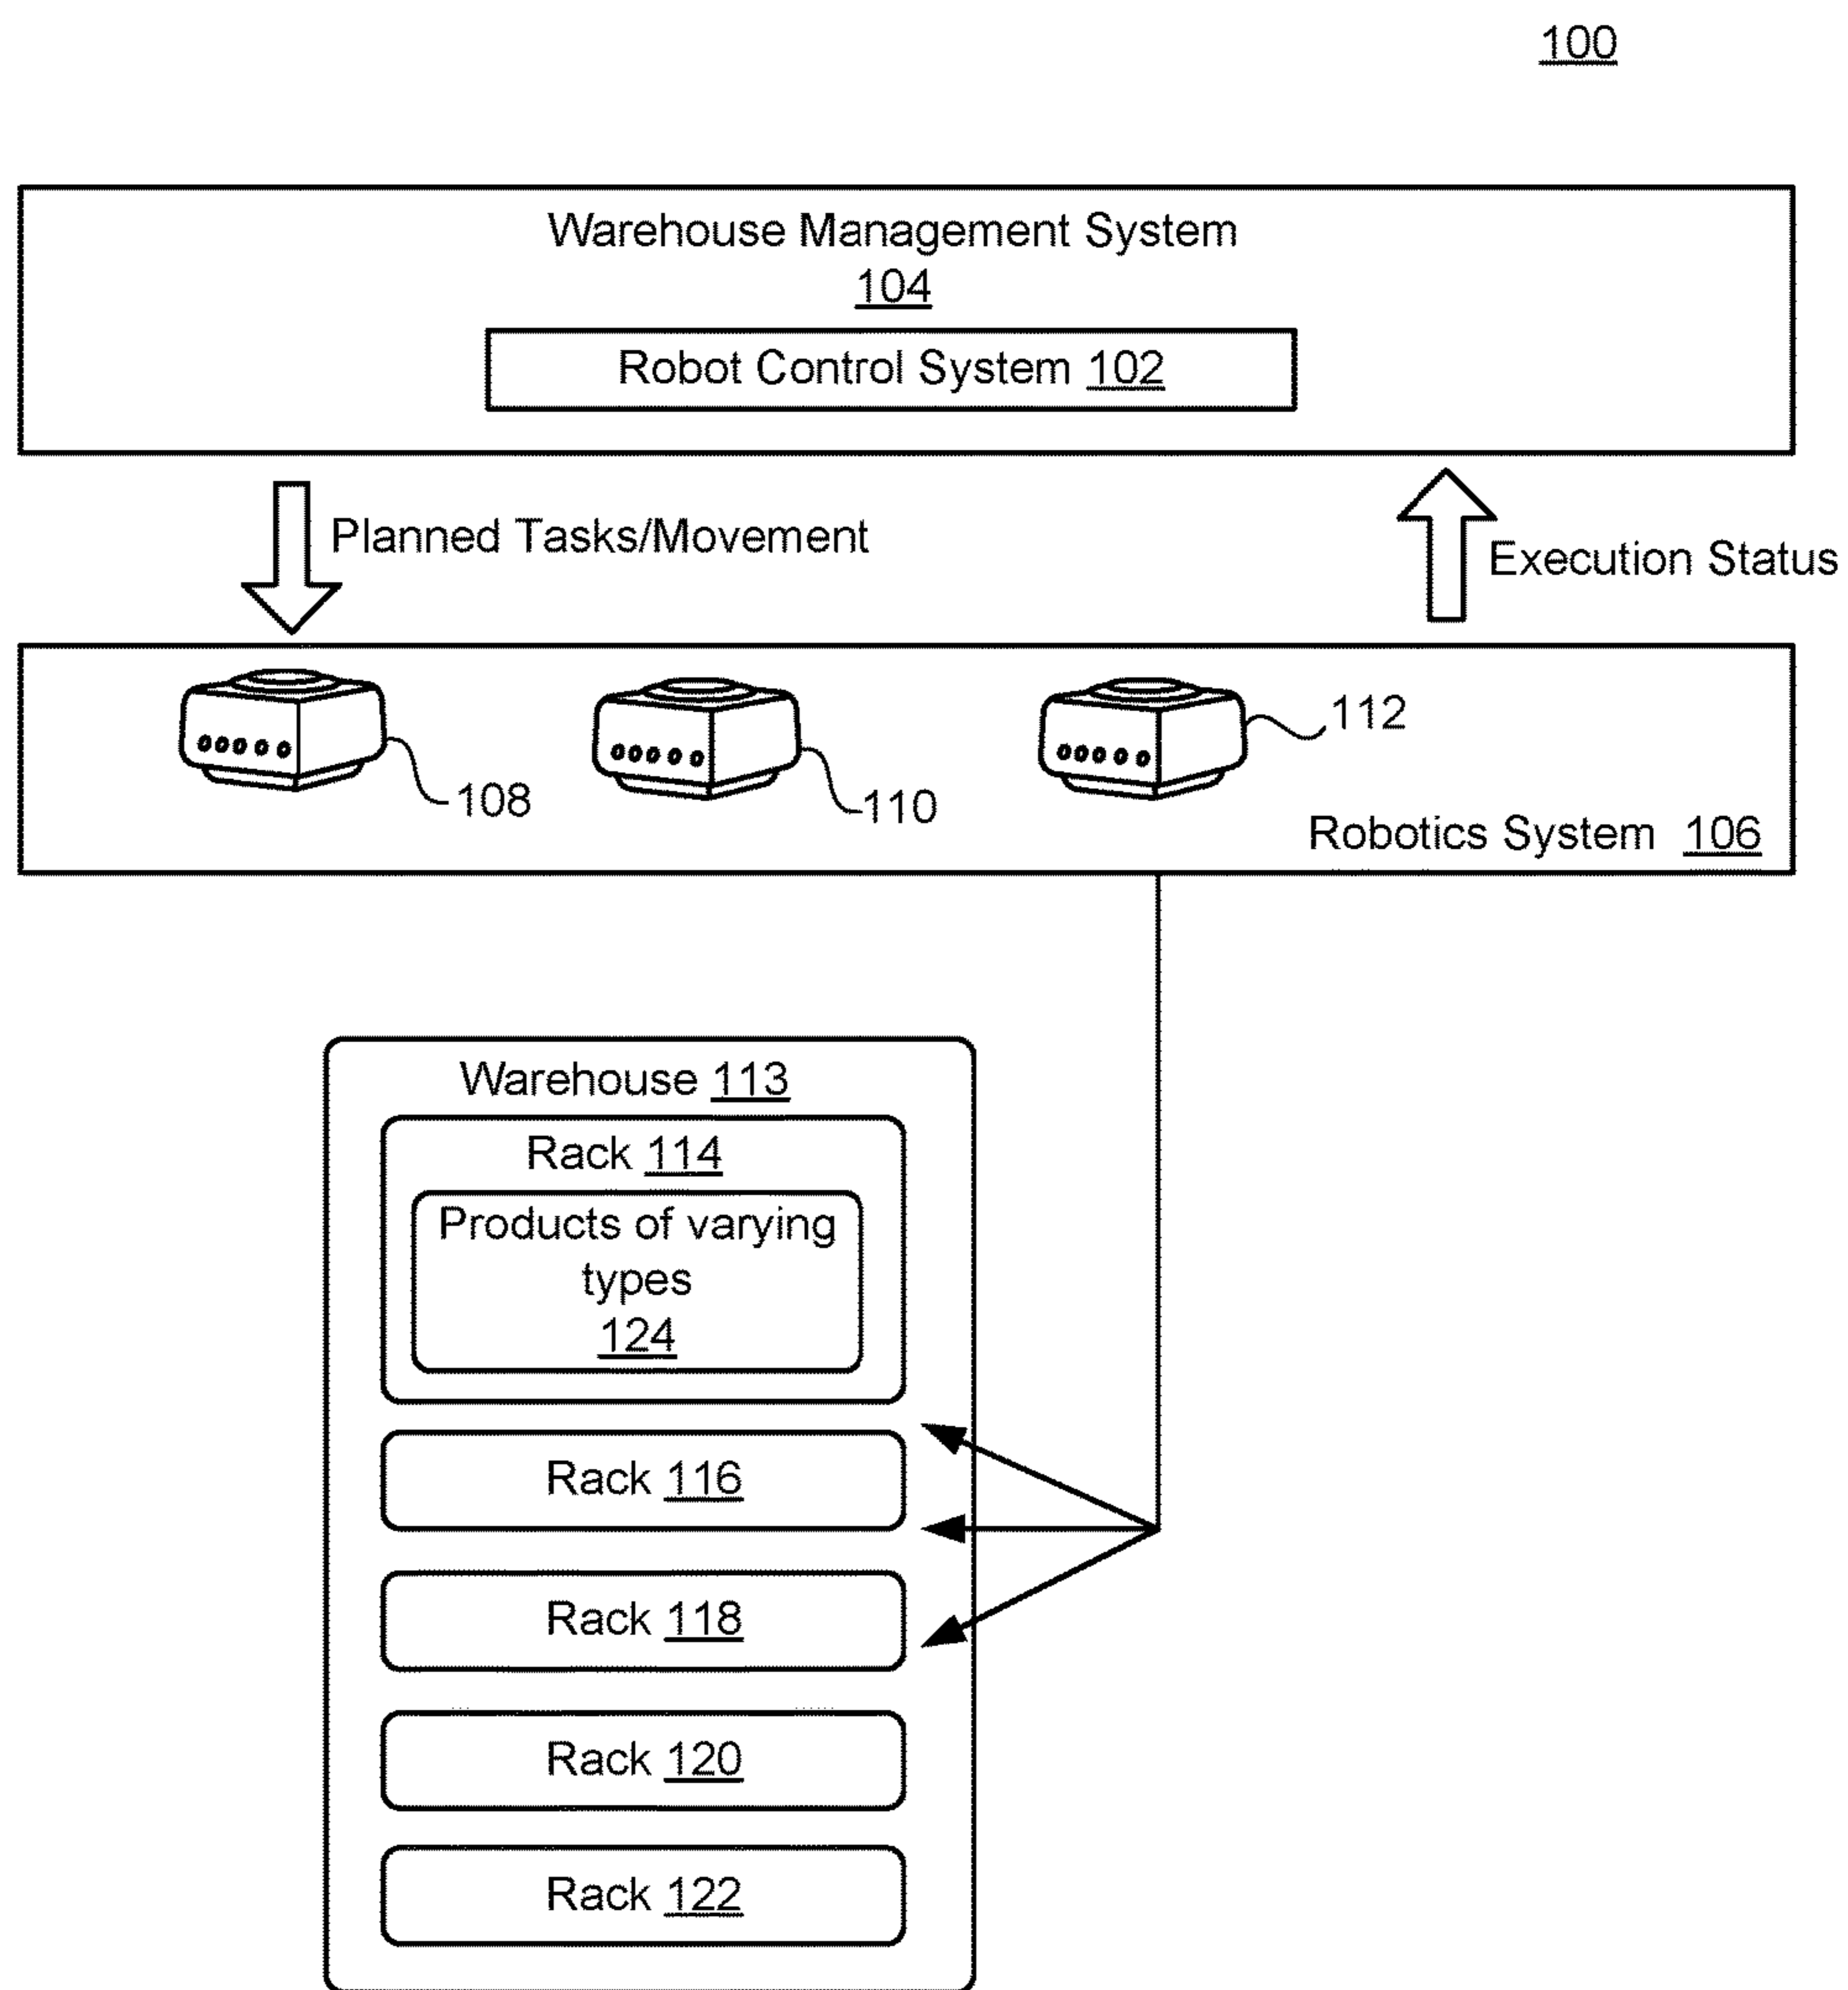 100
Warehouse Management System
104
Robot Control System 102
Planned Tasks/Movement
Execution Status
108
110
112
Robotics System 106
Warehouse 113
Rack 114
Products of varying
types
124
Rack 116
Rack 118
Rack 120
Rack 122